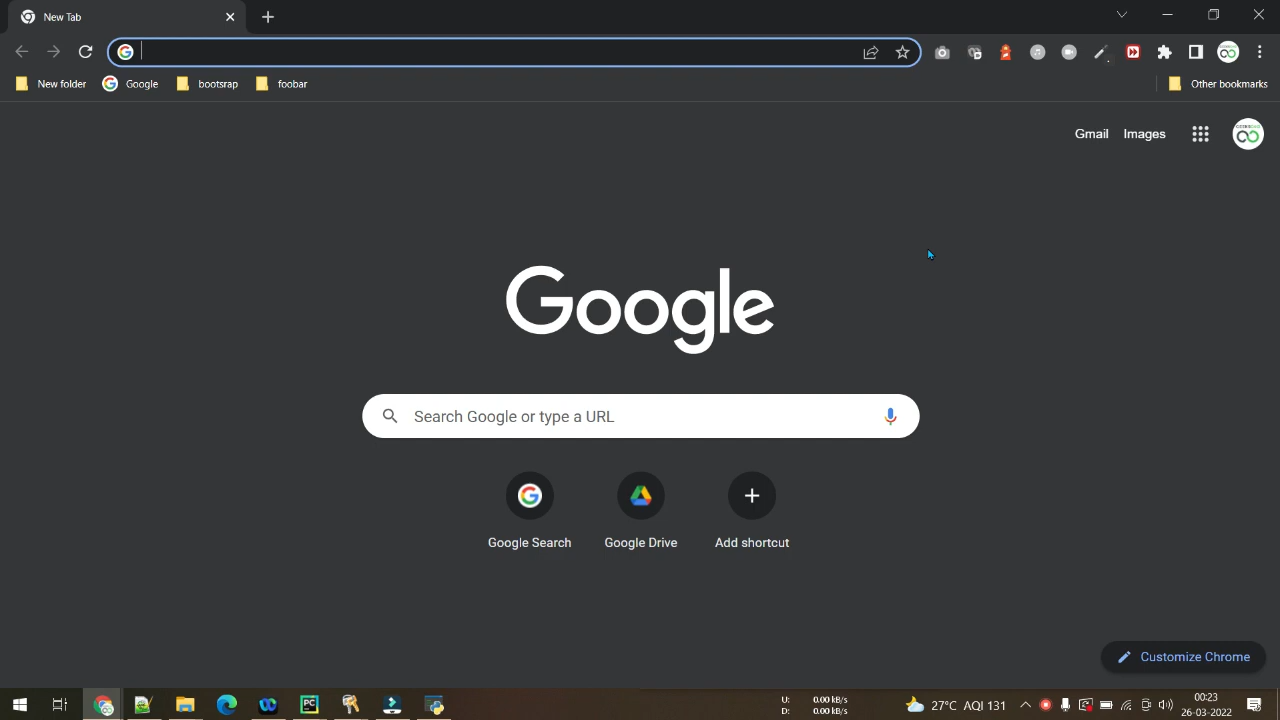 New Tab
New folder
Google
bootsrap
foobar
Other bookmarks
Gmail
Images
Google
Search Google or type a URL
Google Search
Google Drive
Add shortcut
Customize Chrome
U: 0.00 kB/s
D: 0.00 kB/s
27°C AQI 131
00:23
26-03-2022